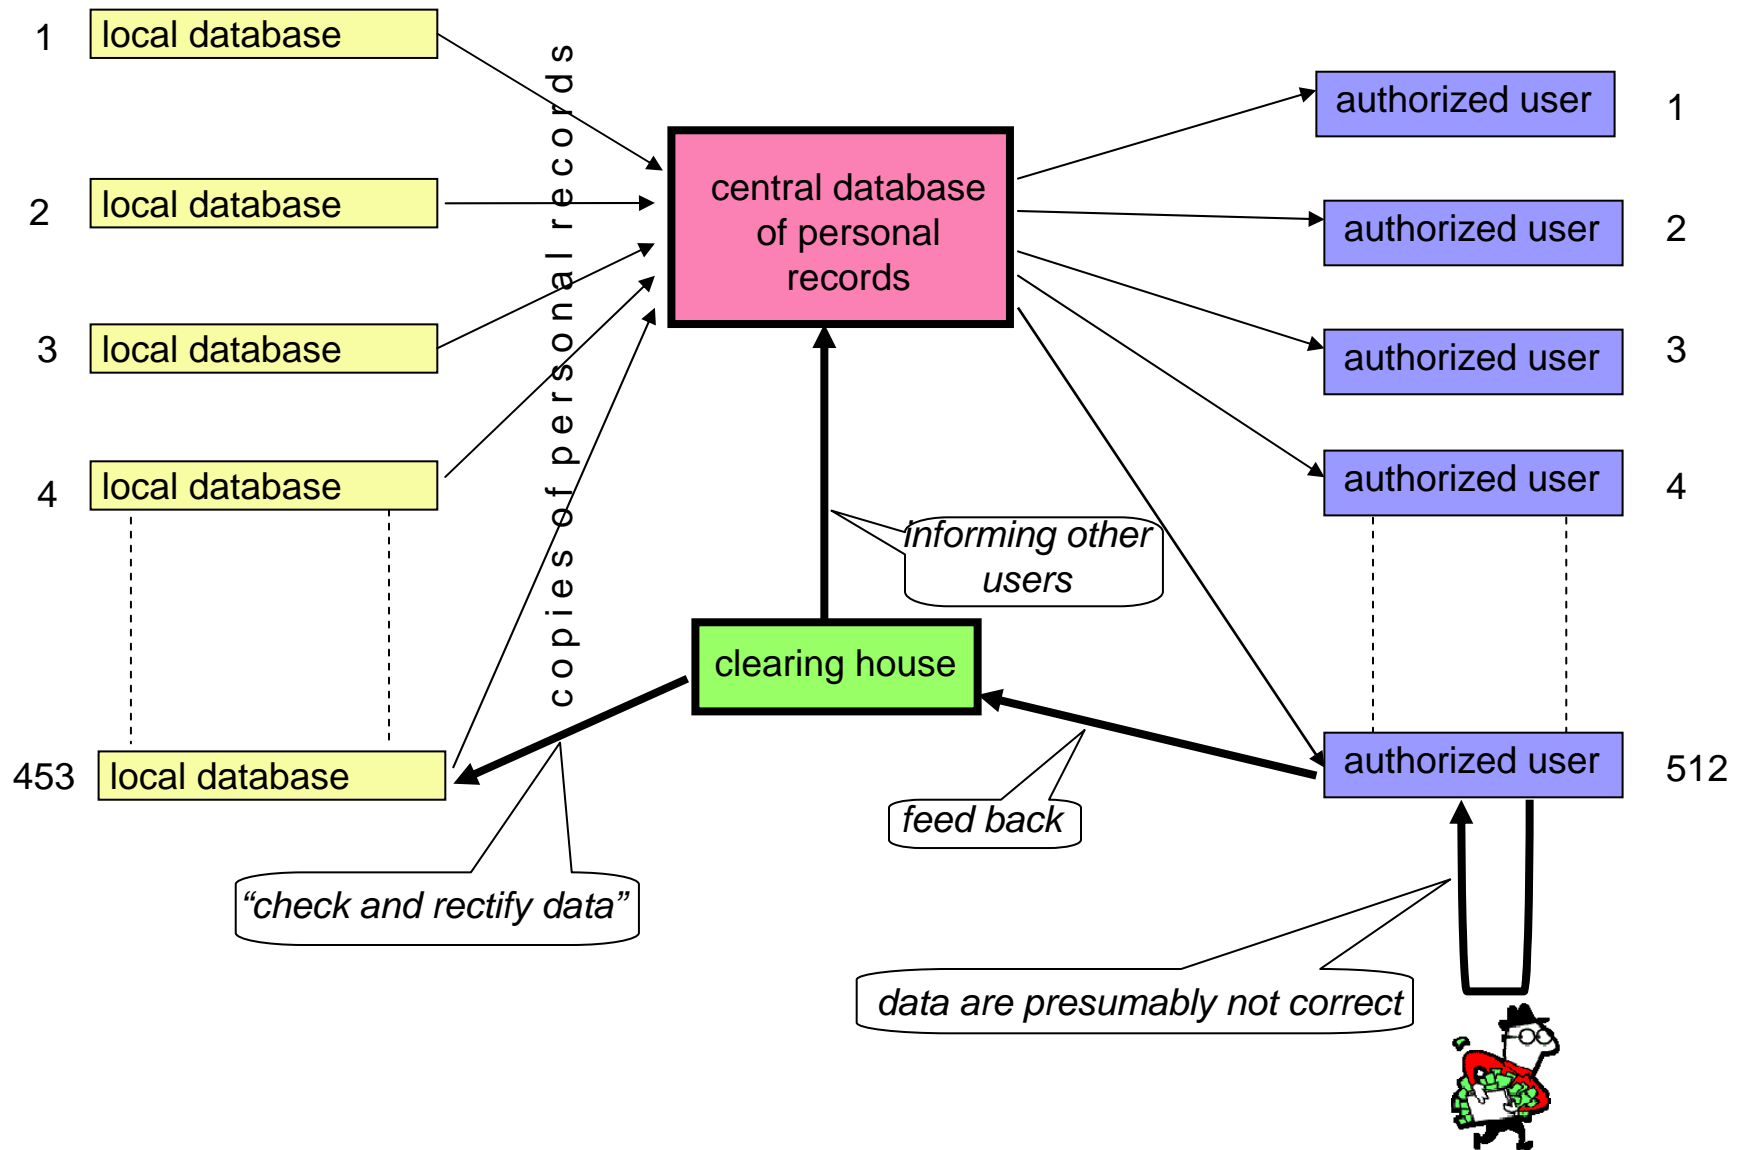 1 local database
2 local database
3 local database
4 local database
453 local database
copies of personal records
central database
of personal
records
informing other
users
clearing house
"check and rectify data"
feed back
authorized user 1
authorized user 2
authorized user 3
authorized user 4
authorized user 512
data are presumably not correct